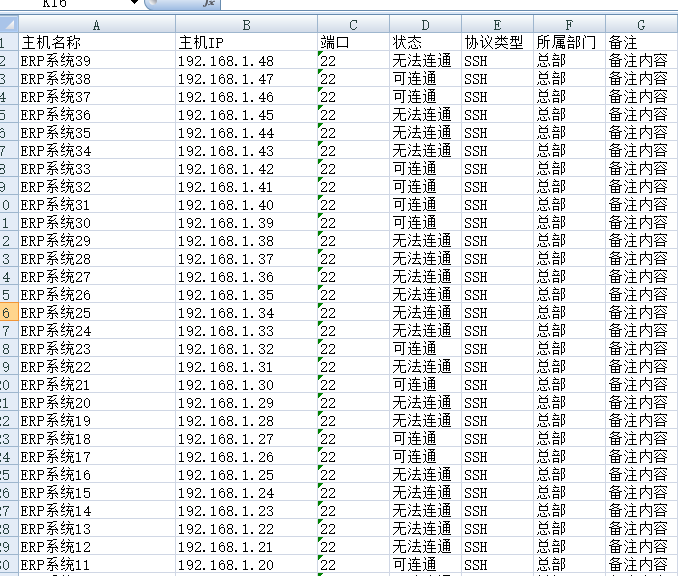 K16
A B C D E F G
1 主机名称 主机IP 端口 状态 协议类型 所属部门 备注
2 ERP系统39 192.168.1.48 22 无法连通 SSH 总部 备注内容
3 ERP系统38 192.168.1.47 22 可连通 SSH 总部 备注内容
4 ERP系统37 192.168.1.46 22 可连通 SSH 总部 备注内容
5 ERP系统36 192.168.1.45 22 无法连通 SSH 总部 备注内容
6 ERP系统35 192.168.1.44 22 无法连通 SSH 总部 备注内容
7 ERP系统34 192.168.1.43 22 无法连通 SSH 总部 备注内容
8 ERP系统33 192.168.1.42 22 可连通 SSH 总部 备注内容
9 ERP系统32 192.168.1.41 22 可连通 SSH 总部 备注内容
0 ERP系统31 192.168.1.40 22 可连通 SSH 总部 备注内容
1 ERP系统30 192.168.1.39 22 可连通 SSH 总部 备注内容
2 ERP系统29 192.168.1.38 22 无法连通 SSH 总部 备注内容
3 ERP系统28 192.168.1.37 22 无法连通 SSH 总部 备注内容
4 ERP系统27 192.168.1.36 22 无法连通 SSH 总部 备注内容
5 ERP系统26 192.168.1.35 22 无法连通 SSH 总部 备注内容
6 ERP系统25 192.168.1.34 22 无法连通 SSH 总部 备注内容
7 ERP系统24 192.168.1.33 22 无法连通 SSH 总部 备注内容
8 ERP系统23 192.168.1.32 22 可连通 SSH 总部 备注内容
9 ERP系统22 192.168.1.31 22 无法连通 SSH 总部 备注内容
20 ERP系统21 192.168.1.30 22 可连通 SSH 总部 备注内容
21 ERP系统20 192.168.1.29 22 无法连通 SSH 总部 备注内容
22 ERP系统19 192.168.1.28 22 无法连通 SSH 总部 备注内容
23 ERP系统18 192.168.1.27 22 可连通 SSH 总部 备注内容
24 ERP系统17 192.168.1.26 22 可连通 SSH 总部 备注内容
25 ERP系统16 192.168.1.25 22 无法连通 SSH 总部 备注内容
26 ERP系统15 192.168.1.24 22 无法连通 SSH 总部 备注内容
27 ERP系统14 192.168.1.23 22 无法连通 SSH 总部 备注内容
28 ERP系统13 192.168.1.22 22 无法连通 SSH 总部 备注内容
29 ERP系统12 192.168.1.21 22 无法连通 SSH 总部 备注内容
30 ERP系统11 192.168.1.20 22 可连通 SSH 总部 备注内容